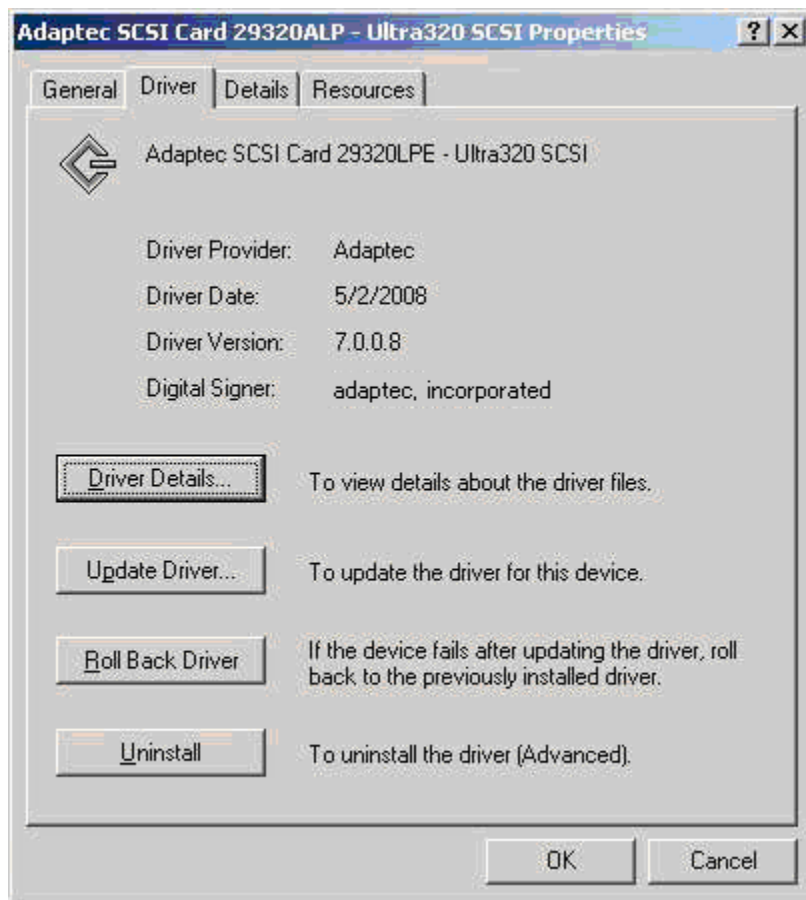 Adaptec SCSI Card 29320ALP - Ultra320 SCSI Properties
General Driver Details Resources
Adaptec SCSI Card 29320LPE - Ultra320 SCSI
Driver Provider: Adaptec
Driver Date: 5/2/2008
Driver Version: 7.0.0.8
Digital Signer: adaptec, incorporated
Driver Details... To view details about the driver files.
Update Driver... To update the driver for this device.
Roll Back Driver If the device fails after updating the driver, roll
back to the previously installed driver.
Uninstall To uninstall the driver (Advanced).
OK Cancel